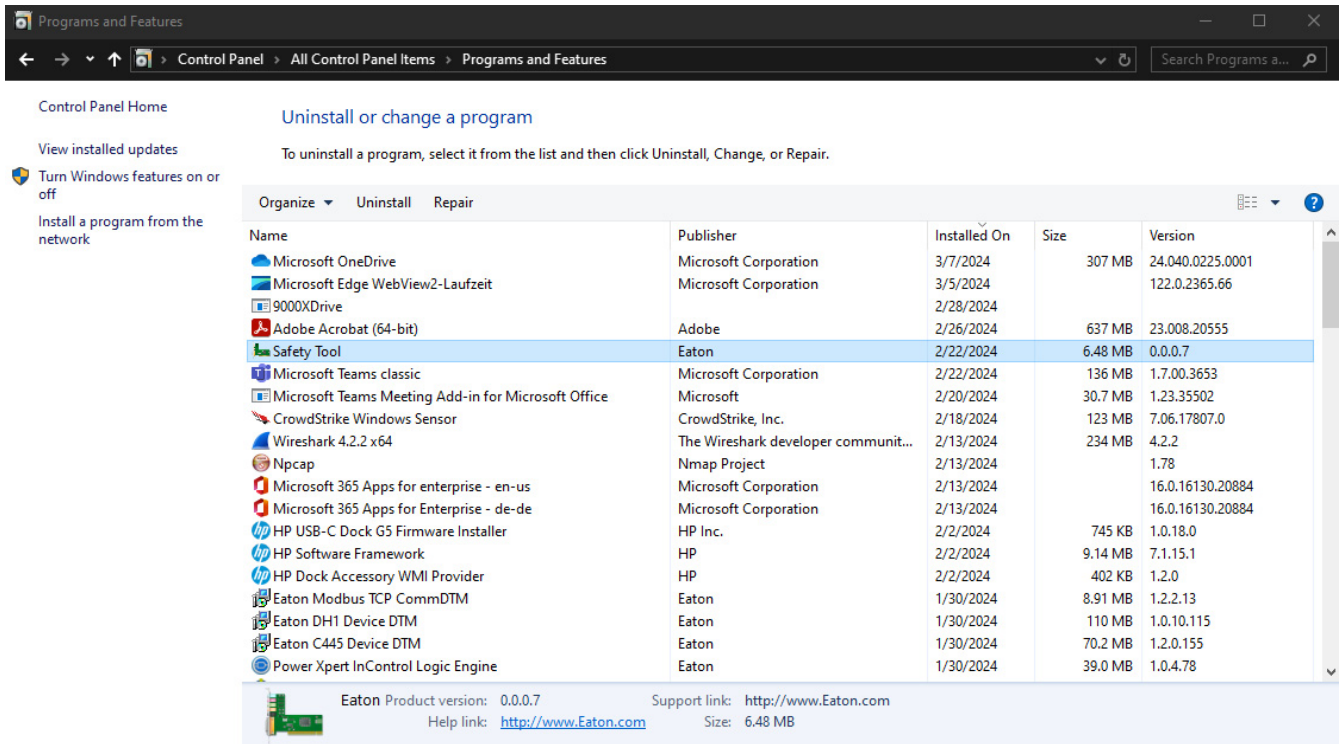 Programs and Features
Control Panel > All Control Panel Items > Programs and Features
Search Programs a...
Control Panel Home
View installed updates
Turn Windows features on or
off
Install a program from the
network
Uninstall or change a program
To uninstall a program, select it from the list and then click Uninstall, Change, or Repair.
Organize Uninstall Repair
Name Publisher Installed On Size Version
Microsoft OneDrive Microsoft Corporation 3/7/2024 307 MB 24.040.0225.0001
Microsoft Edge WebView2-Laufzeit Microsoft Corporation 3/5/2024 122.0.2365.66
9000XDrive 2/28/2024
Adobe Acrobat (64-bit) Adobe 2/26/2024 637 MB 23.008.20555
Safety Tool Eaton 2/22/2024 6.48 MB 0.0.0.7
Microsoft Teams classic Microsoft Corporation 2/22/2024 136 MB 1.7.00.3653
Microsoft Teams Meeting Add-in for Microsoft Office Microsoft 2/20/2024 30.7 MB 1.23.35502
CrowdStrike Windows Sensor CrowdStrike, Inc. 2/18/2024 123 MB 7.06.17807.0
Wireshark 4.2.2 x64 The Wireshark developer communit... 2/13/2024 234 MB 4.2.2
Npcap Nmap Project 2/13/2024 1.78
Microsoft 365 Apps for enterprise - en-us Microsoft Corporation 2/13/2024 16.0.16130.20884
Microsoft 365 Apps for Enterprise - de-de Microsoft Corporation 2/13/2024 16.0.16130.20884
HP USB-C Dock G5 Firmware Installer HP Inc. 2/2/2024 745 KB 1.0.18.0
HP Software Framework HP 2/2/2024 9.14 MB 7.1.15.1
HP Dock Accessory WMI Provider HP 2/2/2024 402 KB 1.2.0
Eaton Modbus TCP CommDTM Eaton 1/30/2024 8.91 MB 1.2.2.13
Eaton DH1 Device DTM Eaton 1/30/2024 110 MB 1.0.10.115
Eaton C445 Device DTM Eaton 1/30/2024 70.2 MB 1.2.0.155
Power Xpert InControl Logic Engine Eaton 1/30/2024 39.0 MB 1.0.4.78
Eaton Product version: 0.0.0.7 Support link: http://www.Eaton.com
Help link: http://www.Eaton.com Size: 6.48 MB